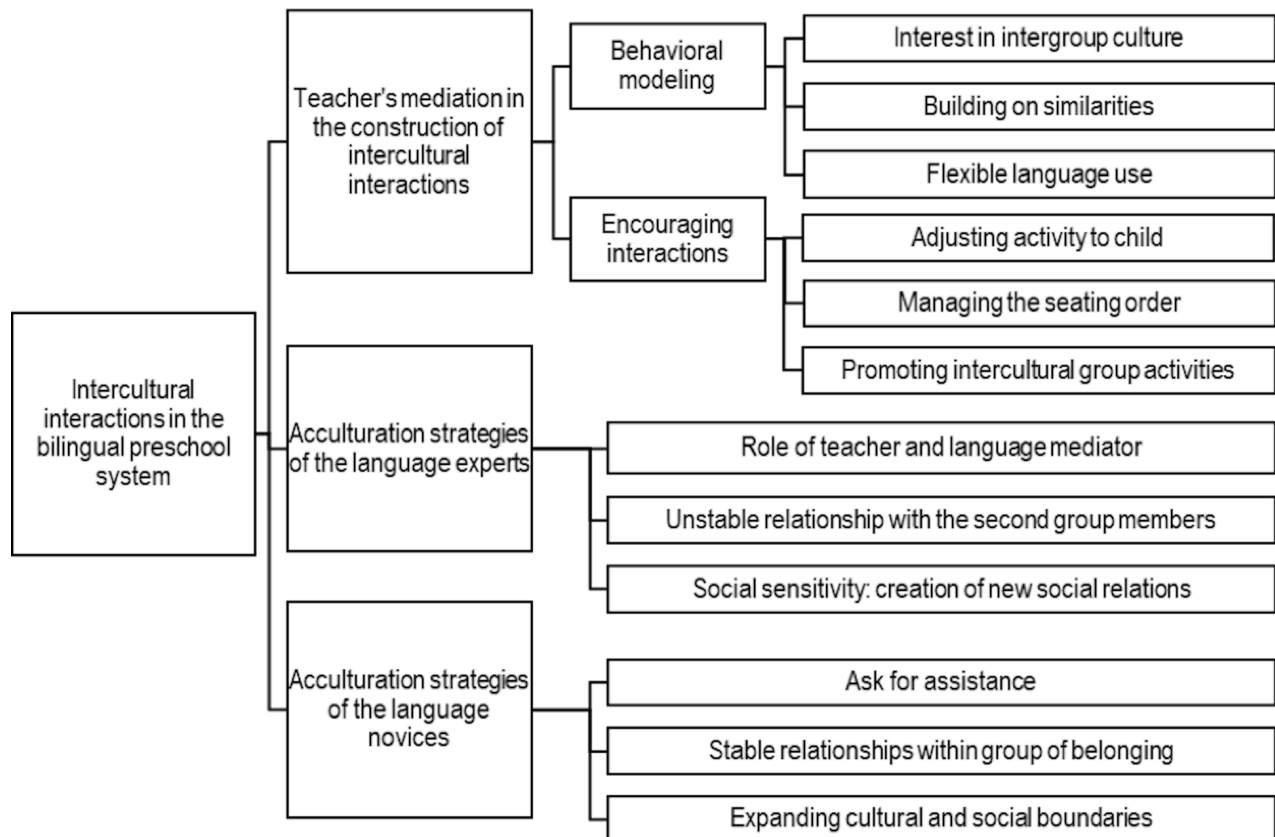 Intercultural
interactions in the
bilingual preschool
system
Teacher's mediation in
the construction of
intercultural
interactions
Behavioral
modeling
Interest in intergroup culture
Building on similarities
Flexible language use
Encouraging
interactions
Adjusting activity to child
Managing the seating order
Promoting intercultural group activities
Acculturation strategies
of the language experts
Role of teacher and language mediator
Unstable relationship with the second group members
Social sensitivity: creation of new social relations
Acculturation strategies
of the language
novices
Ask for assistance
Stable relationships within group of belonging
Expanding cultural and social boundaries